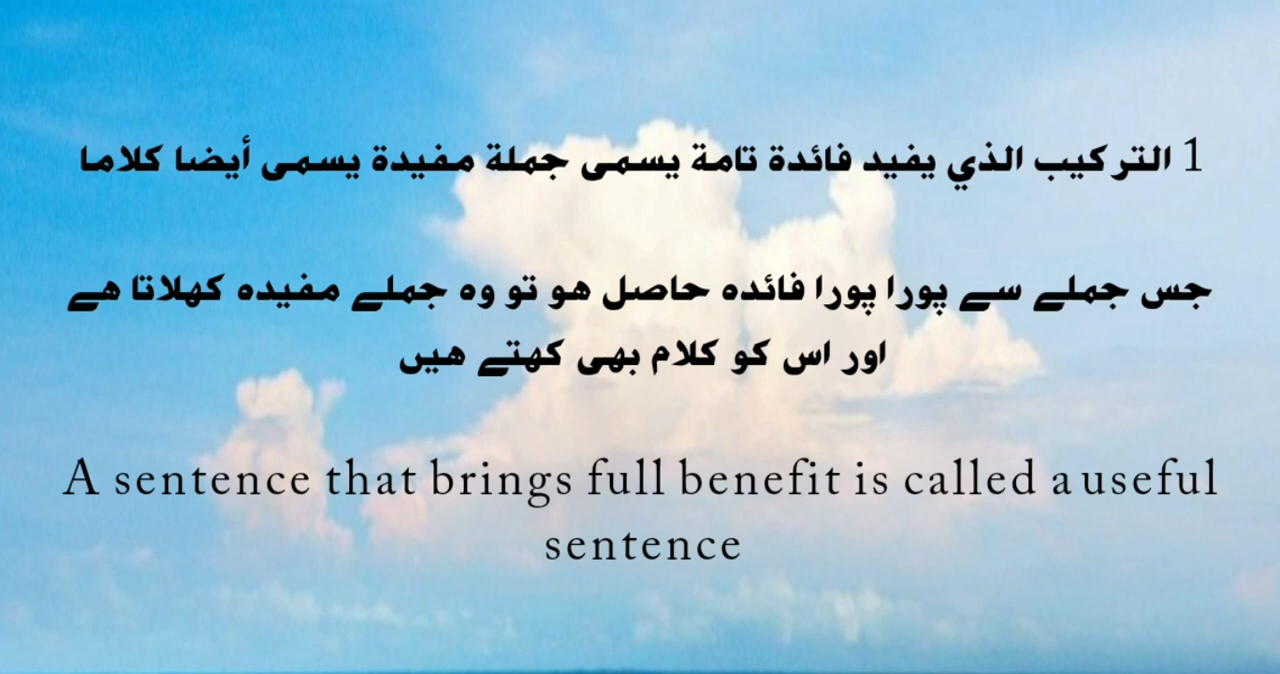 1 التركيب الذي يفيد فائدة تامة يسمى جملة مفيدة يسمى أيضا كلاما
جس جملے سے پورا پورا فائدہ حاصل ھو تو وہ جملے مفیدہ کھلاتا ھے
اور اس کو کلام بھی کھتے ھیں
A sentence that brings full benefit is called a useful
sentence